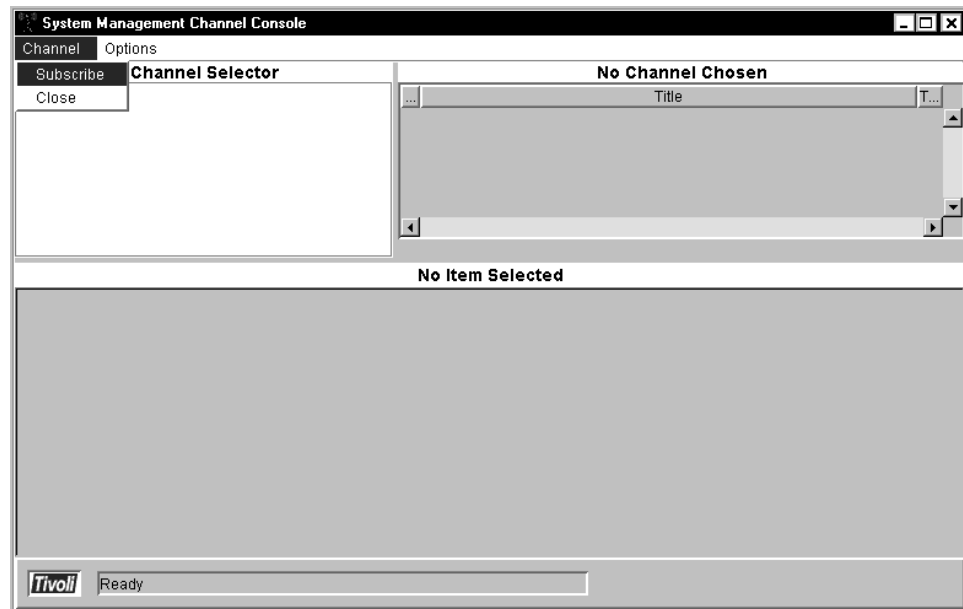 System Management Channel Console
Channel Options
Subscribe
Close
Channel Selector
No Channel Chosen
... Title T...
No Item Selected
Tivoli Ready